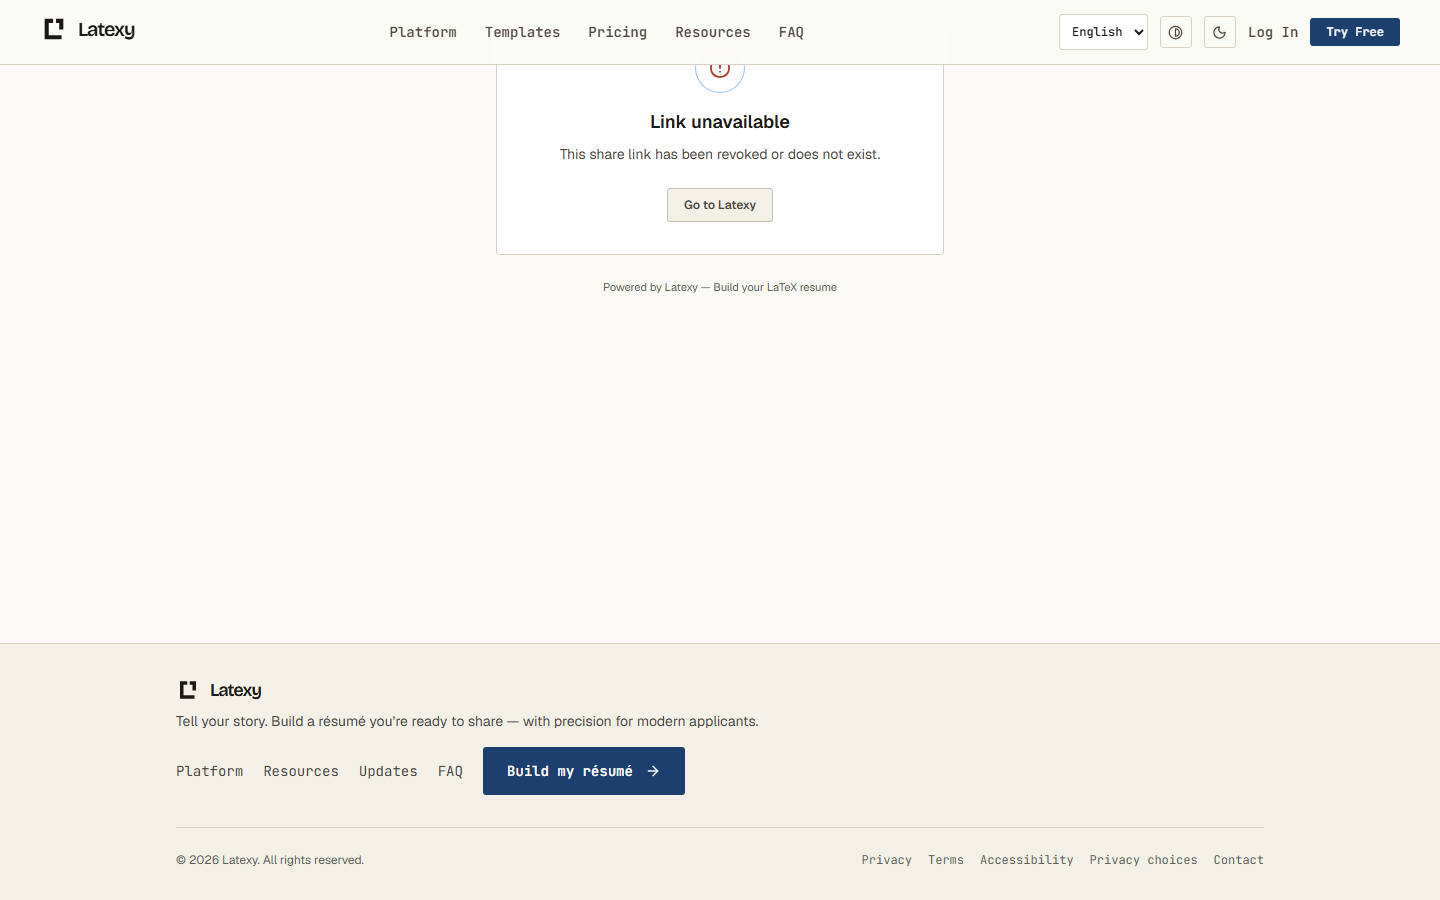 Latexy
Platform Templates Pricing Resources FAQ
English
Log In
Try Free
Link unavailable
This share link has been revoked or does not exist.
Go to Latexy
Powered by Latexy — Build your LaTeX resume
Latexy
Tell your story. Build a résumé you’re ready to share — with precision for modern applicants.
Platform Resources Updates FAQ Build my résumé →
© 2026 Latexy. All rights reserved.
Privacy Terms Accessibility Privacy choices Contact